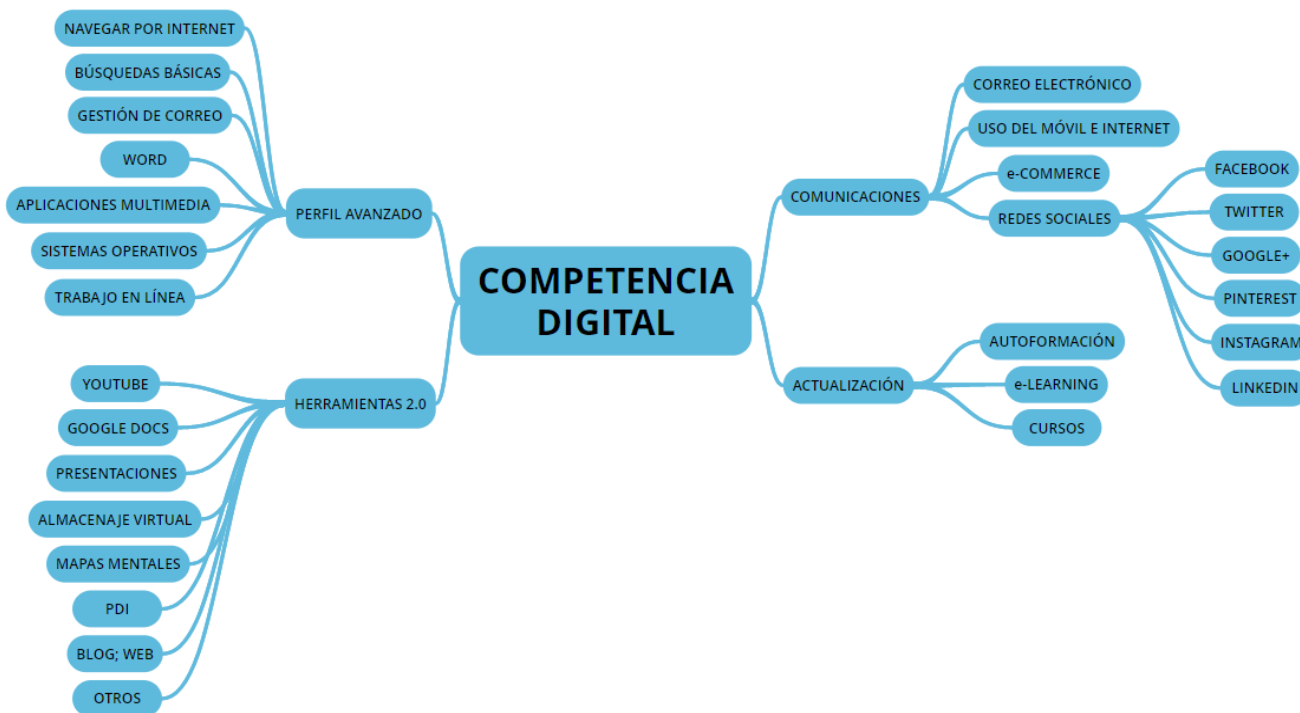 COMPETENCIA
DIGITAL
PERFIL AVANZADO
NAVEGAR POR INTERNET
BÚSQUEDAS BÁSICAS
GESTIÓN DE CORREO
WORD
APLICACIONES MULTIMEDIA
SISTEMAS OPERATIVOS
TRABAJO EN LÍNEA
HERRAMIENTAS 2.0
YOUTUBE
GOOGLE DOCS
PRESENTACIONES
ALMACENAJE VIRTUAL
MAPAS MENTALES
PDI
BLOG; WEB
OTROS
COMUNICACIONES
CORREO ELECTRÓNICO
USO DEL MÓVIL E INTERNET
e-COMMERCE
REDES SOCIALES
FACEBOOK
TWITTER
GOOGLE+
PINTEREST
INSTAGRAM
LINKEDIN
ACTUALIZACIÓN
AUTOFORMACIÓN
e-LEARNING
CURSOS